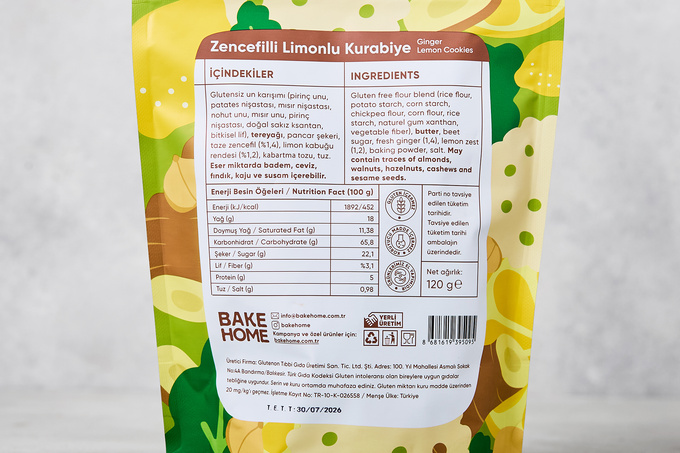 Zencefilli Limonlu Kurabiye Ginger
Lemon Cookies
İÇİNDEKİLER
Glutensiz un karışımı (pirinç unu,
patates nişastası, mısır nişastası,
nohut unu, mısır unu, pirinç
nişastası, doğal sakız ksantan,
bitkisel lif), tereyağı, pancar şekeri,
taze zencefil (%1,4), limon kabuğu
rendesi (%1,2), kabartma tozu, tuz.
Eser miktarda badem, ceviz,
fındık, kaju ve susam içerebilir.
INGREDIENTS
Gluten free flour blend (rice flour,
potato starch, corn starch,
chickpea flour, corn flour, rice
starch, naturel gum xanthan,
vegetable fiber), butter, beet
sugar, fresh ginger (1,4), lemon zest
(1,2), baking powder, salt. May
contain traces of almonds,
walnuts, hazelnuts, cashews and
sesame seeds.
Enerji Besin Öğeleri / Nutrition Fact (100 g)
Enerji (kJ/kcal) 1892/452
Yağ (g) 18
Doymuş Yağ / Saturated Fat (g) 11,38
Karbonhidrat / Carbohydrate (g) 65,8
Şeker / Sugar (g) 22,1
Lif / Fiber (g) %3,1
Protein (g) 5
Tuz / Salt (g) 0,98
GLUTEN İÇERMEZ
KORUYUCU MADDE İÇERMEZ
Parti no tavsiye
edilen tüketim
tarihidir.
Tavsiye edilen
tüketim tarihi
ambalajın
üzerindedir.
Net ağırlık:
120 g℮
BAKE
HOME
info@bakehome.com.tr
bakehome
Kampanya ve özel ürünler için:
bakehome.com.tr
YERLİ
ÜRETİM
8 681619 395095
Üretici Firma: Glutenon Tıbbi Gıda Üretimi San. Tic. Ltd. Şti. Adres: 100. Yıl Mahallesi Asmalı Sokak
No:4A Bandırma/Balıkesir. Türk Gıda Kodeksi Gluten intoleransı olan bireylere uygun gıdalar
tebliğine uygundur. Serin ve kuru ortamda muhafaza ediniz. Gluten miktarı kuru madde üzerinden
20 mg/kg'ı geçmez. İşletme Kayıt No: TR-10-K-026558 / Menşe Ülke: Türkiye
T.E.T.T: 30/07/2026